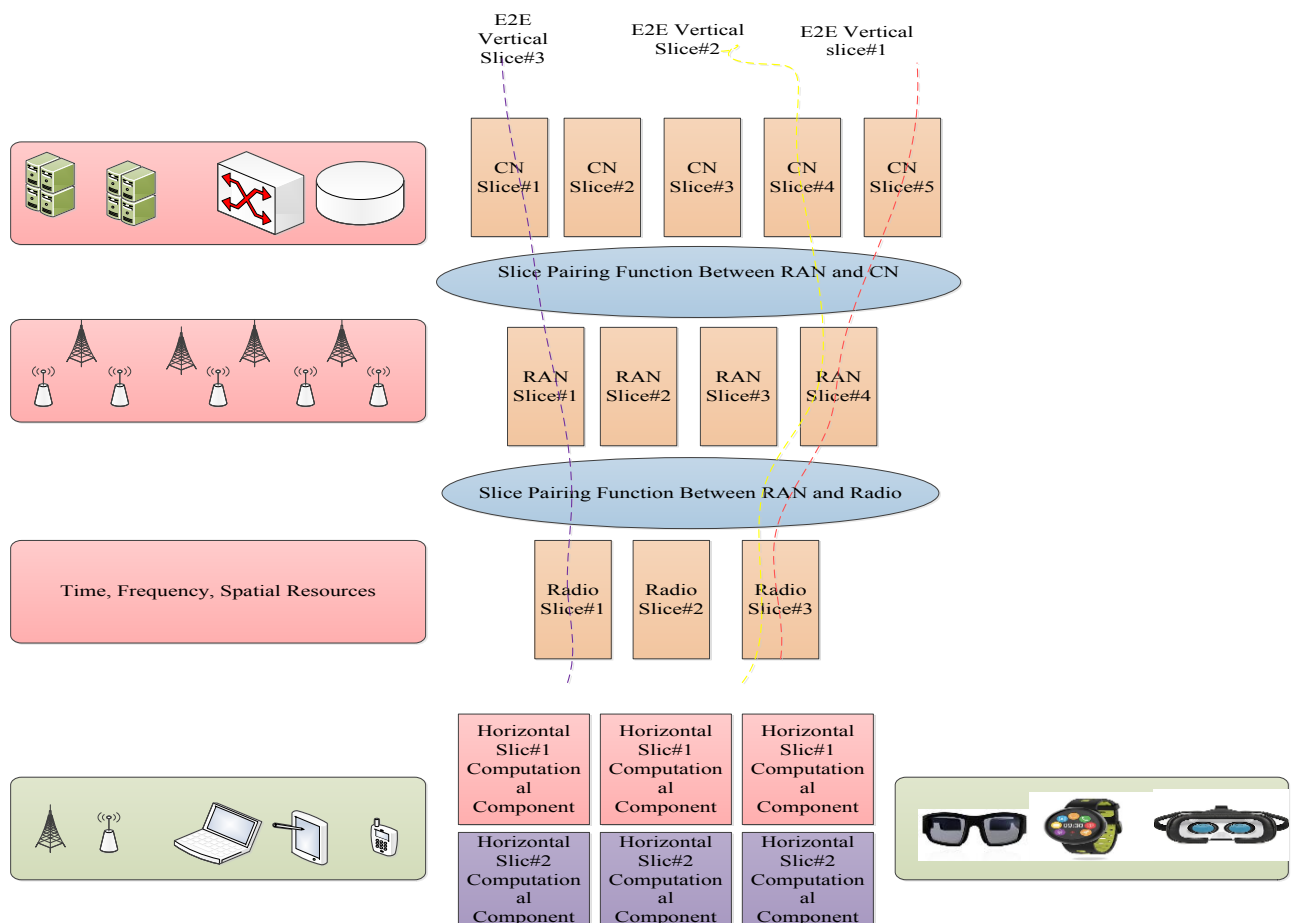 E2E
Vertical
Slice#3
E2E Vertical
Slice#2
E2E Vertical
slice#1
CN
Slice#1
CN
Slice#2
CN
Slice#3
CN
Slice#4
CN
Slice#5
Slice Pairing Function Between RAN and CN
RAN
Slice#1
RAN
Slice#2
RAN
Slice#3
RAN
Slice#4
Slice Pairing Function Between RAN and Radio
Time, Frequency, Spatial Resources
Radio
Slice#1
Radio
Slice#2
Radio
Slice#3
Horizontal
Slic#1
Computation
al
Component
Horizontal
Slic#1
Computation
al
Component
Horizontal
Slic#1
Computation
al
Component
Horizontal
Slic#2
Computation
al
Component
Horizontal
Slic#2
Computation
al
Component
Horizontal
Slic#2
Computation
al
Component